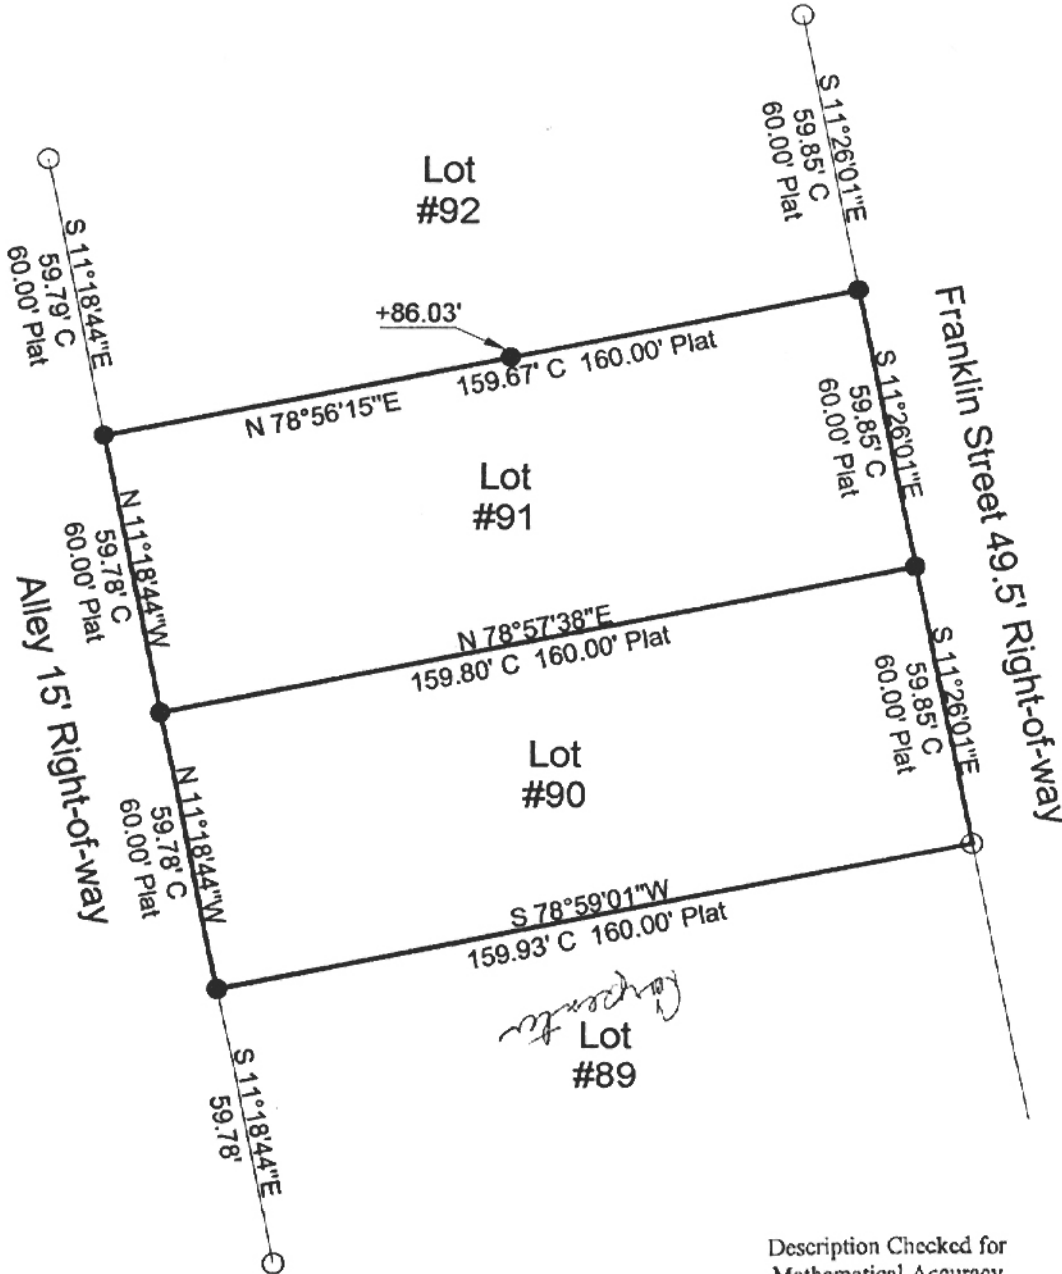 S 11°26'01"E
59.85' C
60.00' Plat
Lot
#92
S 11°18'44"E
59.79' C
60.00' Plat
+86.03'
159.67' C 160.00' Plat
N 78°56'15"E
Franklin Street 49.5' Right-of-way
S 11°26'01"E
59.85' C
60.00' Plat
Lot
#91
N 11°18'44"W
59.78' C
60.00' Plat
Alley 15' Right-of-way
N 78°57'38"E
159.80' C 160.00' Plat
S 11°26'01"E
59.85' C
60.00' Plat
Lot
#90
N 11°18'44"W
59.78' C
60.00' Plat
S 78°59'01"W
159.93' C 160.00' Plat
Carpenter
Lot
#89
S 11°18'44"E
59.78'
Description Checked for
Mathematical Accuracy